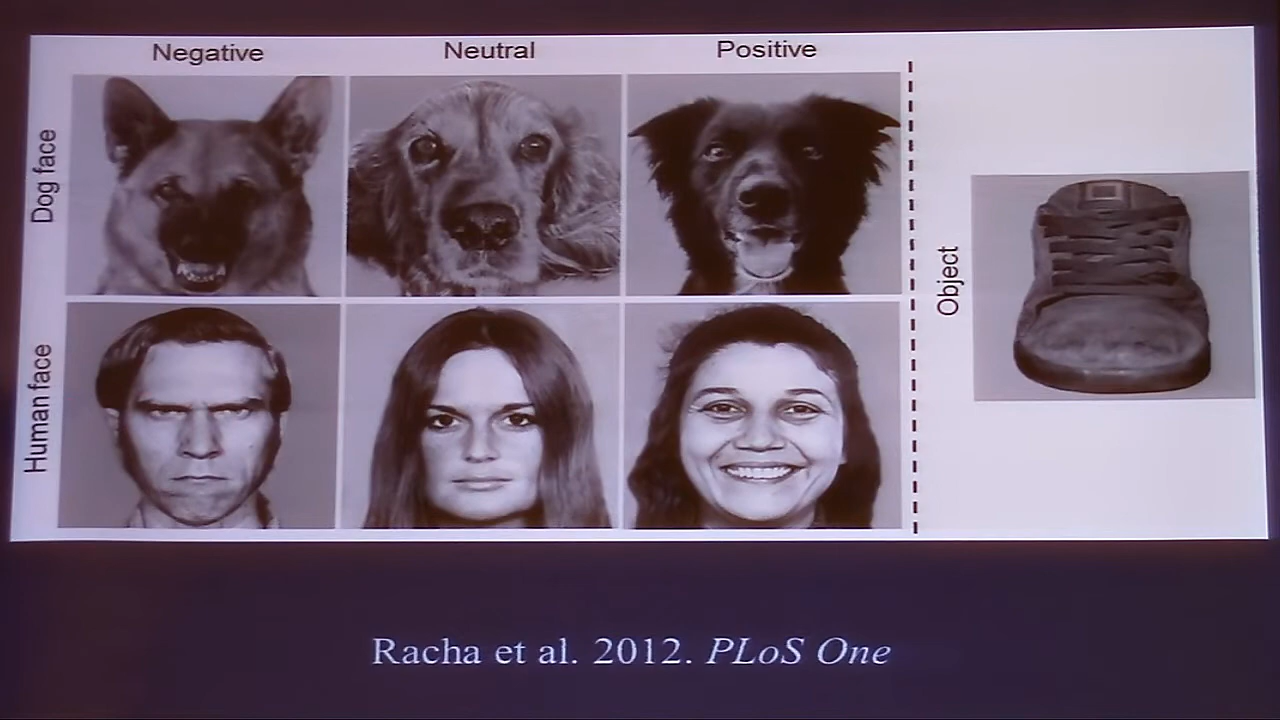 Negative
Neutral
Positive
Dog face
Human face
Object
Racha et al. 2012. PLoS One